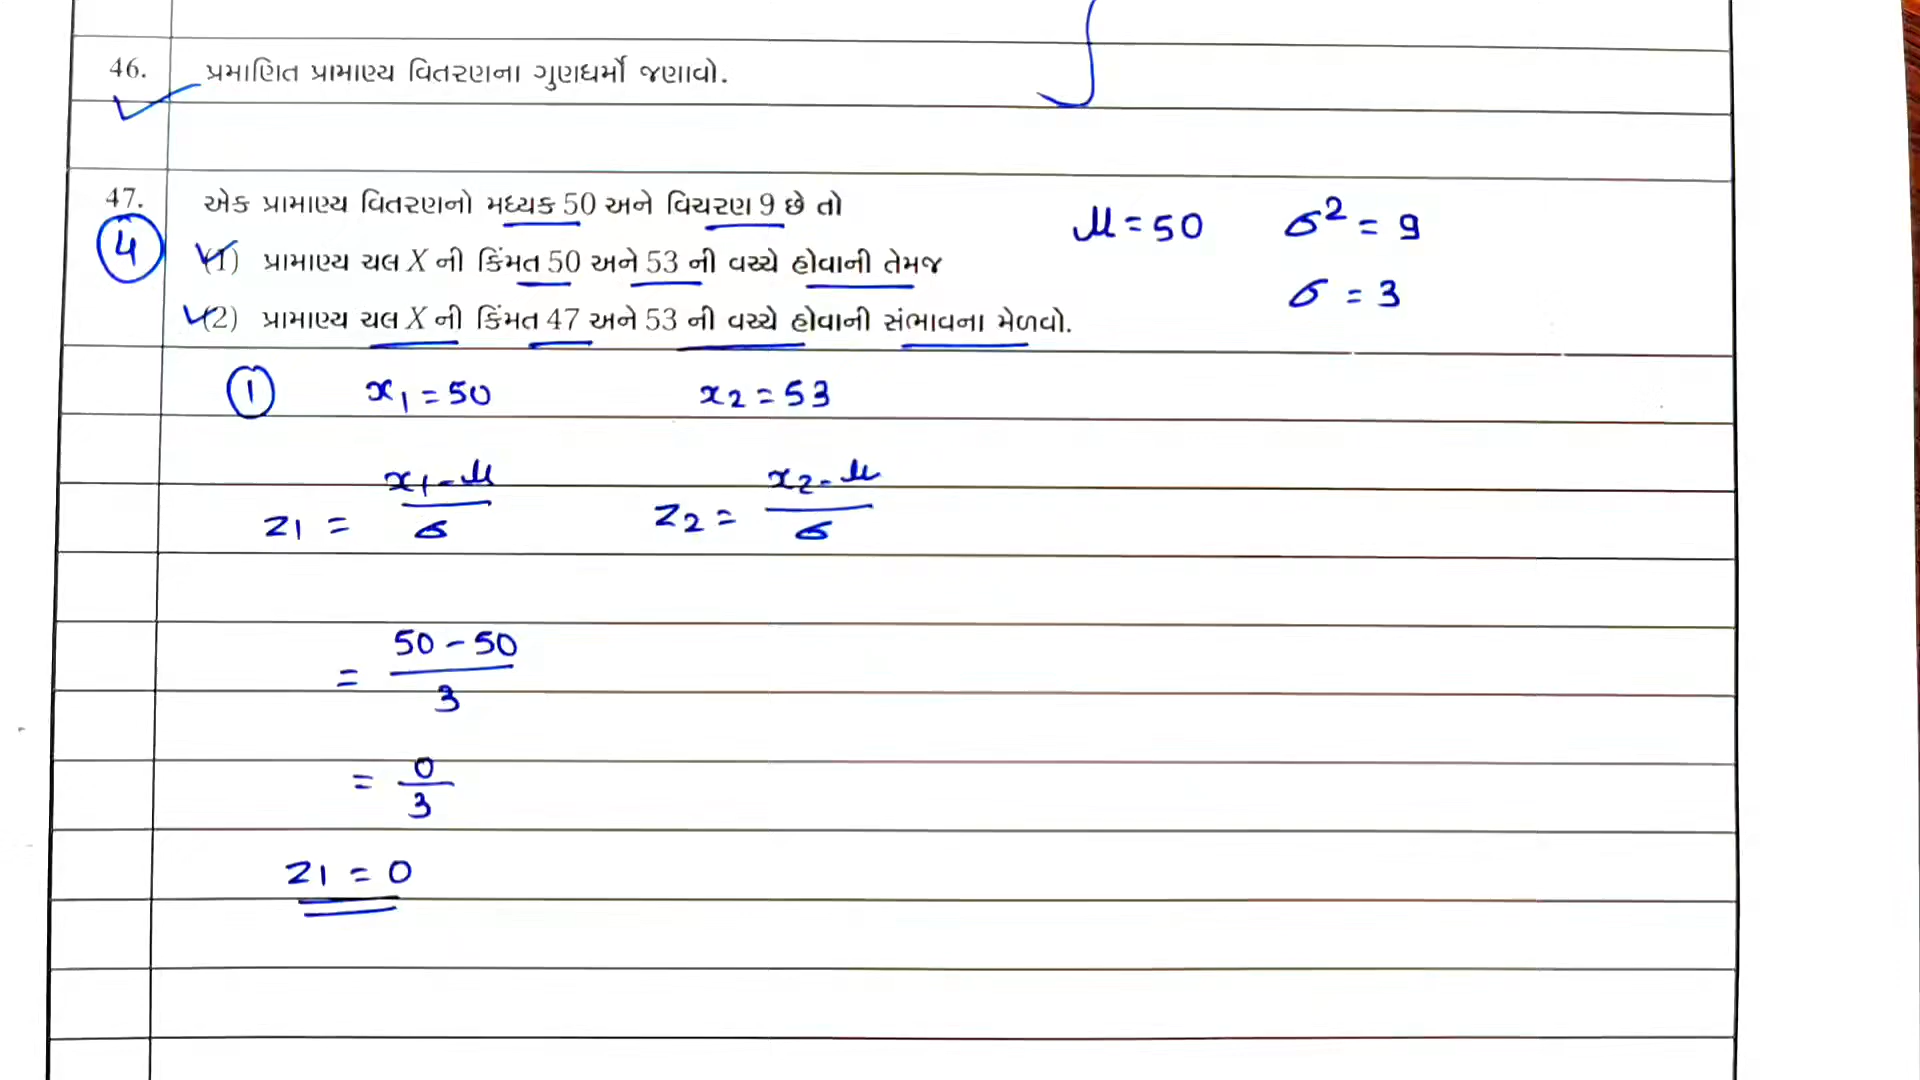 46. પ્રમાણિત પ્રામાણ્ય વિતરણના ગુણધર્મો જણાવો.
47. એક પ્રામાણ્ય વિતરણનો મધ્યક 50 અને વિચરણ 9 છે તો
μ = 50 σ² = 9
4
(1) પ્રામાણ્ય ચલ X ની કિંમત 50 અને 53 ની વચ્ચે હોવાની તેમજ
σ = 3
(2) પ્રામાણ્ય ચલ X ની કિંમત 47 અને 53 ની વચ્ચે હોવાની સંભાવના મેળવો.
1 x₁ = 50 x₂ = 53
z₁ = (x₁ - μ)/σ z₂ = (x₂ - μ)/σ
= (50 - 50)/3
= 0/3
z₁ = 0